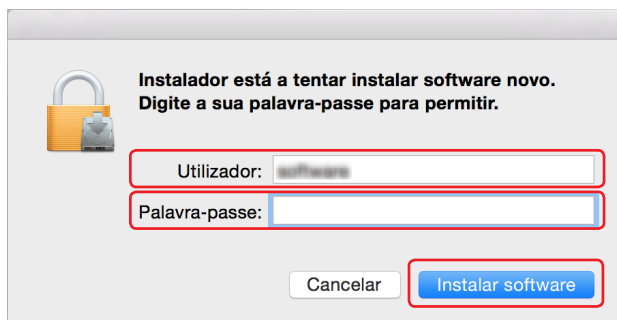 Instalador está a tentar instalar software novo.
Digite a sua palavra-passe para permitir.
Utilizador:
Palavra-passe:
Cancelar
Instalar software